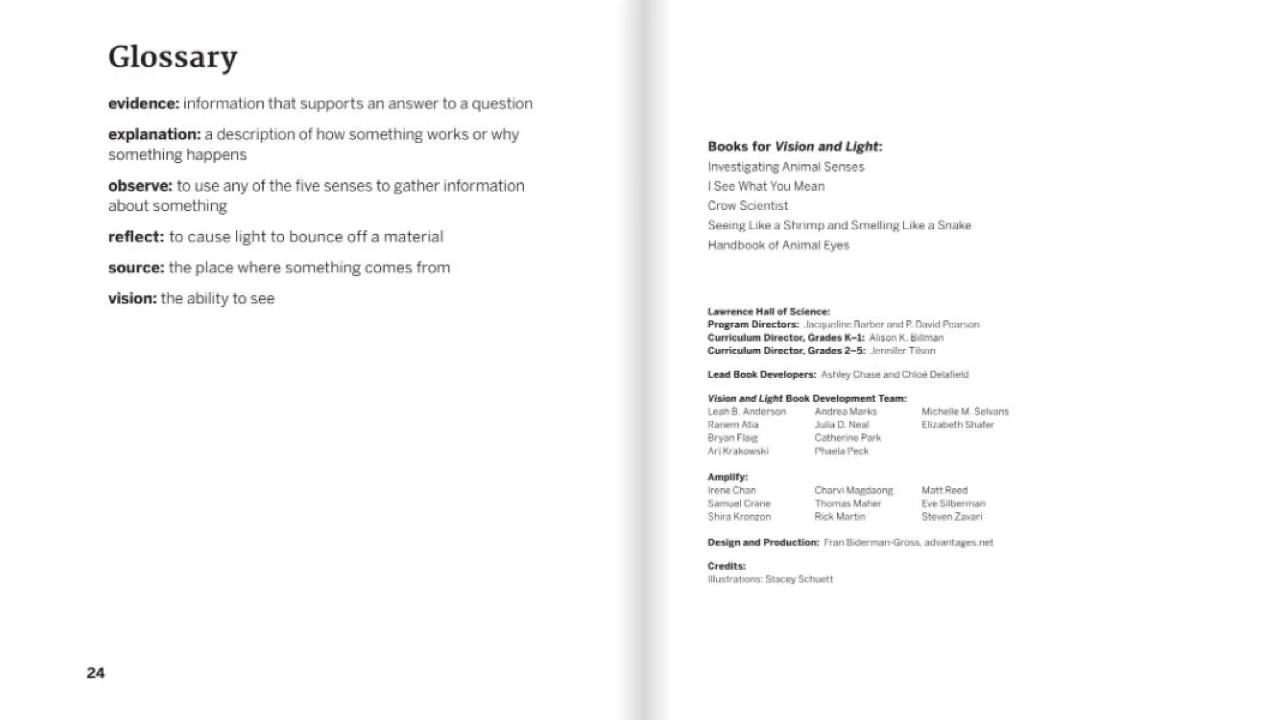 Glossary
evidence: information that supports an answer to a question
explanation: a description of how something works or why
something happens
observe: to use any of the five senses to gather information
about something
reflect: to cause light to bounce off a material
source: the place where something comes from
vision: the ability to see
24
Books for Vision and Light:
Investigating Animal Senses
I See What You Mean
Crow Scientist
Seeing Like a Shrimp and Smelling Like a Snake
Handbook of Animal Eyes
Lawrence Hall of Science:
Program Directors: Jacqueline Barber and P. David Pearson
Curriculum Director, Grades K–1: Alison K. Billman
Curriculum Director, Grades 2–5: Jennifer Tilson
Lead Book Developers: Ashley Chase and Chloë Delafield
Vision and Light Book Development Team:
Leah B. Anderson Andrea Marks Michelle M. Selvans
Ranem Atia Julia D. Neal Elizabeth Shafer
Bryan Flaig Catherine Park
Ari Krakowski Phaela Peck
Amplify:
Irene Chan Charvi Magdaong Matt Reed
Samuel Crane Thomas Maher Eve Silberman
Shira Kronzon Rick Martin Steven Zavari
Design and Production: Fran Biderman-Gross, advantages.net
Credits:
Illustrations: Stacey Schuett